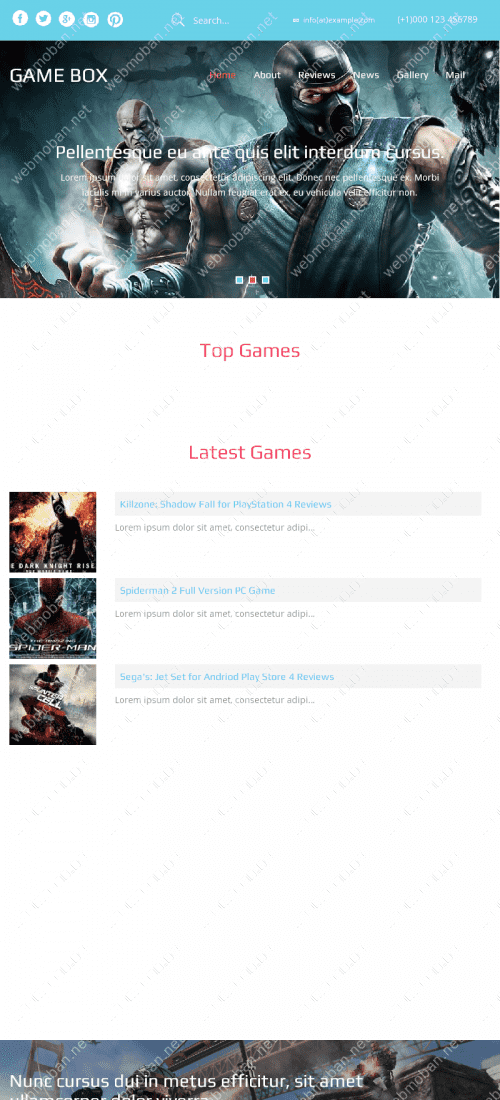 Search...
info(at)example.com
(+1)000 123 456789
GAME BOX
Home About Reviews News Gallery Mail
Pellentesque eu ante quis elit interdum cursus.
Lorem ipsum dolor sit amet, consectetur adipiscing elit. Donec nec pellentesque ex. Morbi
iaculis mi in varius auctor. Nullam feugiat erat ex, eu vehicula velit efficitur non.
Top Games
Latest Games
Killzone: Shadow Fall for PlayStation 4 Reviews
Lorem ipsum dolor sit amet, consectetur adipi...
E DARK KNIGHT RISE
Spiderman 2 Full Version PC Game
Lorem ipsum dolor sit amet, consectetur adipi...
THE AMAZING
SPIDER-MAN
Sega's: Jet Set for Andriod Play Store 4 Reviews
Lorem ipsum dolor sit amet, consectetur adipi...
CELL
Nunc cursus dui in metus efficitur, sit amet
ullamcorper dolor viverra
webmoban.net